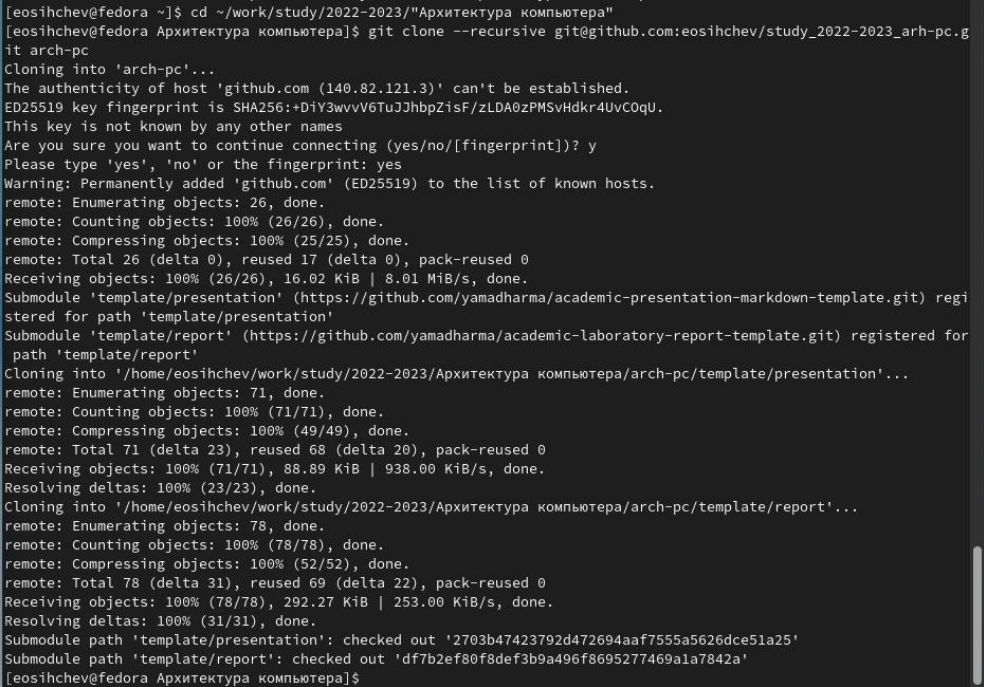 [eosihchev@fedora ~]$ cd ~/work/study/2022-2023/"Архитектура компьютера"
[eosihchev@fedora Архитектура компьютера]$ git clone --recursive git@github.com:eosihchev/study_2022-2023_arh-pc.g
it arch-pc
Cloning into 'arch-pc'...
The authenticity of host 'github.com (140.82.121.3)' can't be established.
ED25519 key fingerprint is SHA256:+DiY3wvvV6TuJJhbpZisF/zLDA0zPMSvHdkr4UvCOqU.
This key is not known by any other names
Are you sure you want to continue connecting (yes/no/[fingerprint])? y
Please type 'yes', 'no' or the fingerprint: yes
Warning: Permanently added 'github.com' (ED25519) to the list of known hosts.
remote: Enumerating objects: 26, done.
remote: Counting objects: 100% (26/26), done.
remote: Compressing objects: 100% (25/25), done.
remote: Total 26 (delta 0), reused 17 (delta 0), pack-reused 0
Receiving objects: 100% (26/26), 16.02 KiB | 8.01 MiB/s, done.
Submodule 'template/presentation' (https://github.com/yamadharma/academic-presentation-markdown-template.git) regi
stered for path 'template/presentation'
Submodule 'template/report' (https://github.com/yamadharma/academic-laboratory-report-template.git) registered for
 path 'template/report'
Cloning into '/home/eosihchev/work/study/2022-2023/Архитектура компьютера/arch-pc/template/presentation'...
remote: Enumerating objects: 71, done.
remote: Counting objects: 100% (71/71), done.
remote: Compressing objects: 100% (49/49), done.
remote: Total 71 (delta 23), reused 68 (delta 20), pack-reused 0
Receiving objects: 100% (71/71), 88.89 KiB | 938.00 KiB/s, done.
Resolving deltas: 100% (23/23), done.
Cloning into '/home/eosihchev/work/study/2022-2023/Архитектура компьютера/arch-pc/template/report'...
remote: Enumerating objects: 78, done.
remote: Counting objects: 100% (78/78), done.
remote: Compressing objects: 100% (52/52), done.
remote: Total 78 (delta 31), reused 69 (delta 22), pack-reused 0
Receiving objects: 100% (78/78), 292.27 KiB | 253.00 KiB/s, done.
Resolving deltas: 100% (31/31), done.
Submodule path 'template/presentation': checked out '2703b47423792d472694aaf7555a5626dce51a25'
Submodule path 'template/report': checked out 'df7b2ef80f8def3b9a496f8695277469a1a7842a'
[eosihchev@fedora Архитектура компьютера]$